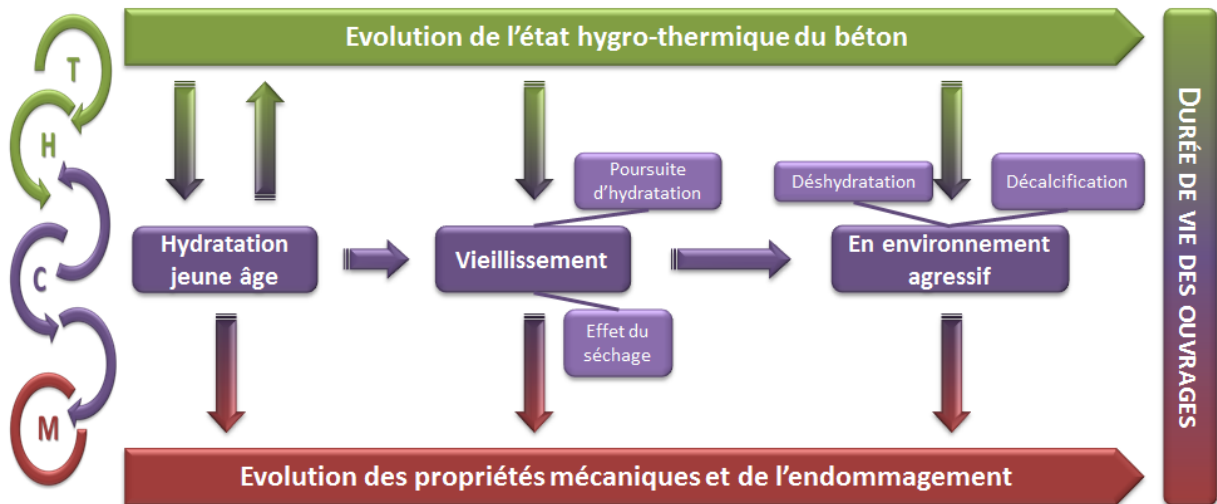 Evolution de l'état hygro-thermique du béton
T
H
C
M
Poursuite
d'hydratation
Déshydratation
Décalcification
Hydratation
jeune âge
Vieillissement
En environnement
agressif
Effet du
séchage
Evolution des propriétés mécaniques et de l'endommagement
DURÉE DE VIE DES OUVRAGES